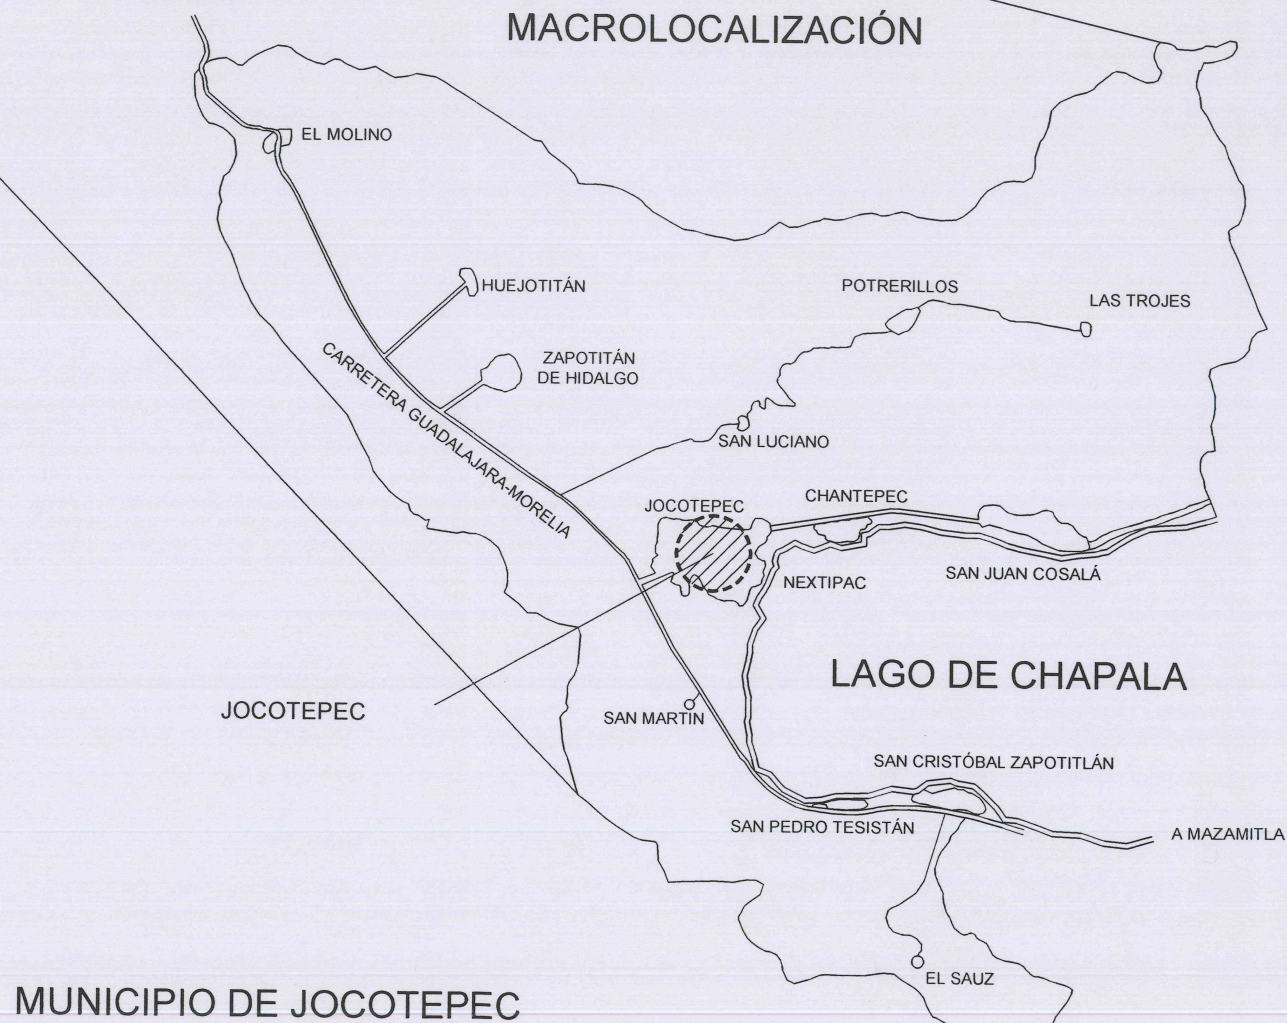 MACROLOCALIZACIÓN
EL MOLINO
HUEJOTITÁN
POTRERILLOS
LAS TROJES
ZAPOTITÁN
DE HIDALGO
CARRETERA GUADALAJARA-MORELIA
SAN LUCIANO
JOCOTEPEC
CHANTEPEC
SAN JUAN COSALÁ
NEXTIPAC
LAGO DE CHAPALA
JOCOTEPEC
SAN MARTIN
SAN CRISTÓBAL ZAPOTITLÁN
SAN PEDRO TESISTÁN
A MAZAMITLA
EL SAUZ
MUNICIPIO DE JOCOTEPEC